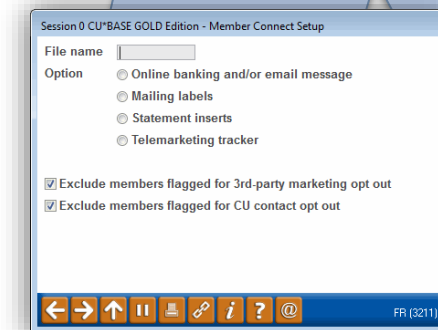 Session 0 CU*BASE GOLD Edition - Member Connect Setup
File name
Option Online banking and/or email message
Mailing labels
Statement inserts
Telemarketing tracker
Exclude members flagged for 3rd-party marketing opt out
Exclude members flagged for CU contact opt out
i ? @ FR (3211)